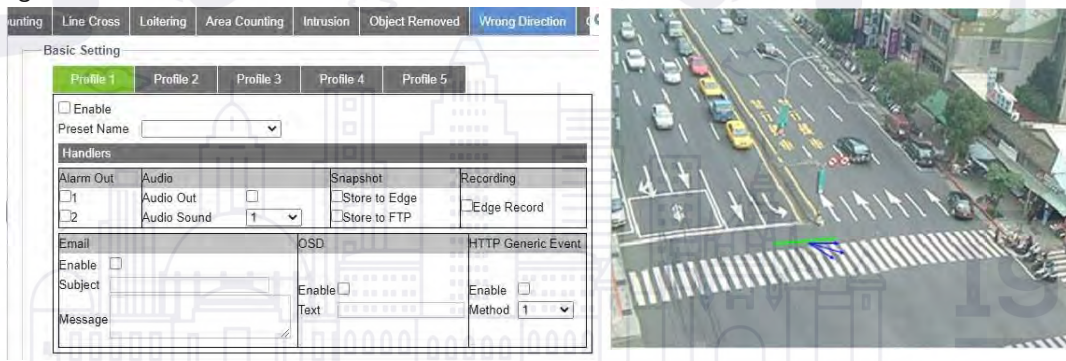 unting Line Cross Loitering Area Counting Intrusion Object Removed Wrong Direction
Basic Setting
Profile 1 Profile 2 Profile 3 Profile 4 Profile 5
Enable
Preset Name
Handlers
Alarm Out Audio Snapshot Recording
1 Audio Out Store to Edge Edge Record
2 Audio Sound 1 Store to FTP
Email OSD HTTP Generic Event
Enable
Subject Enable Enable
Message Text Method 1
19